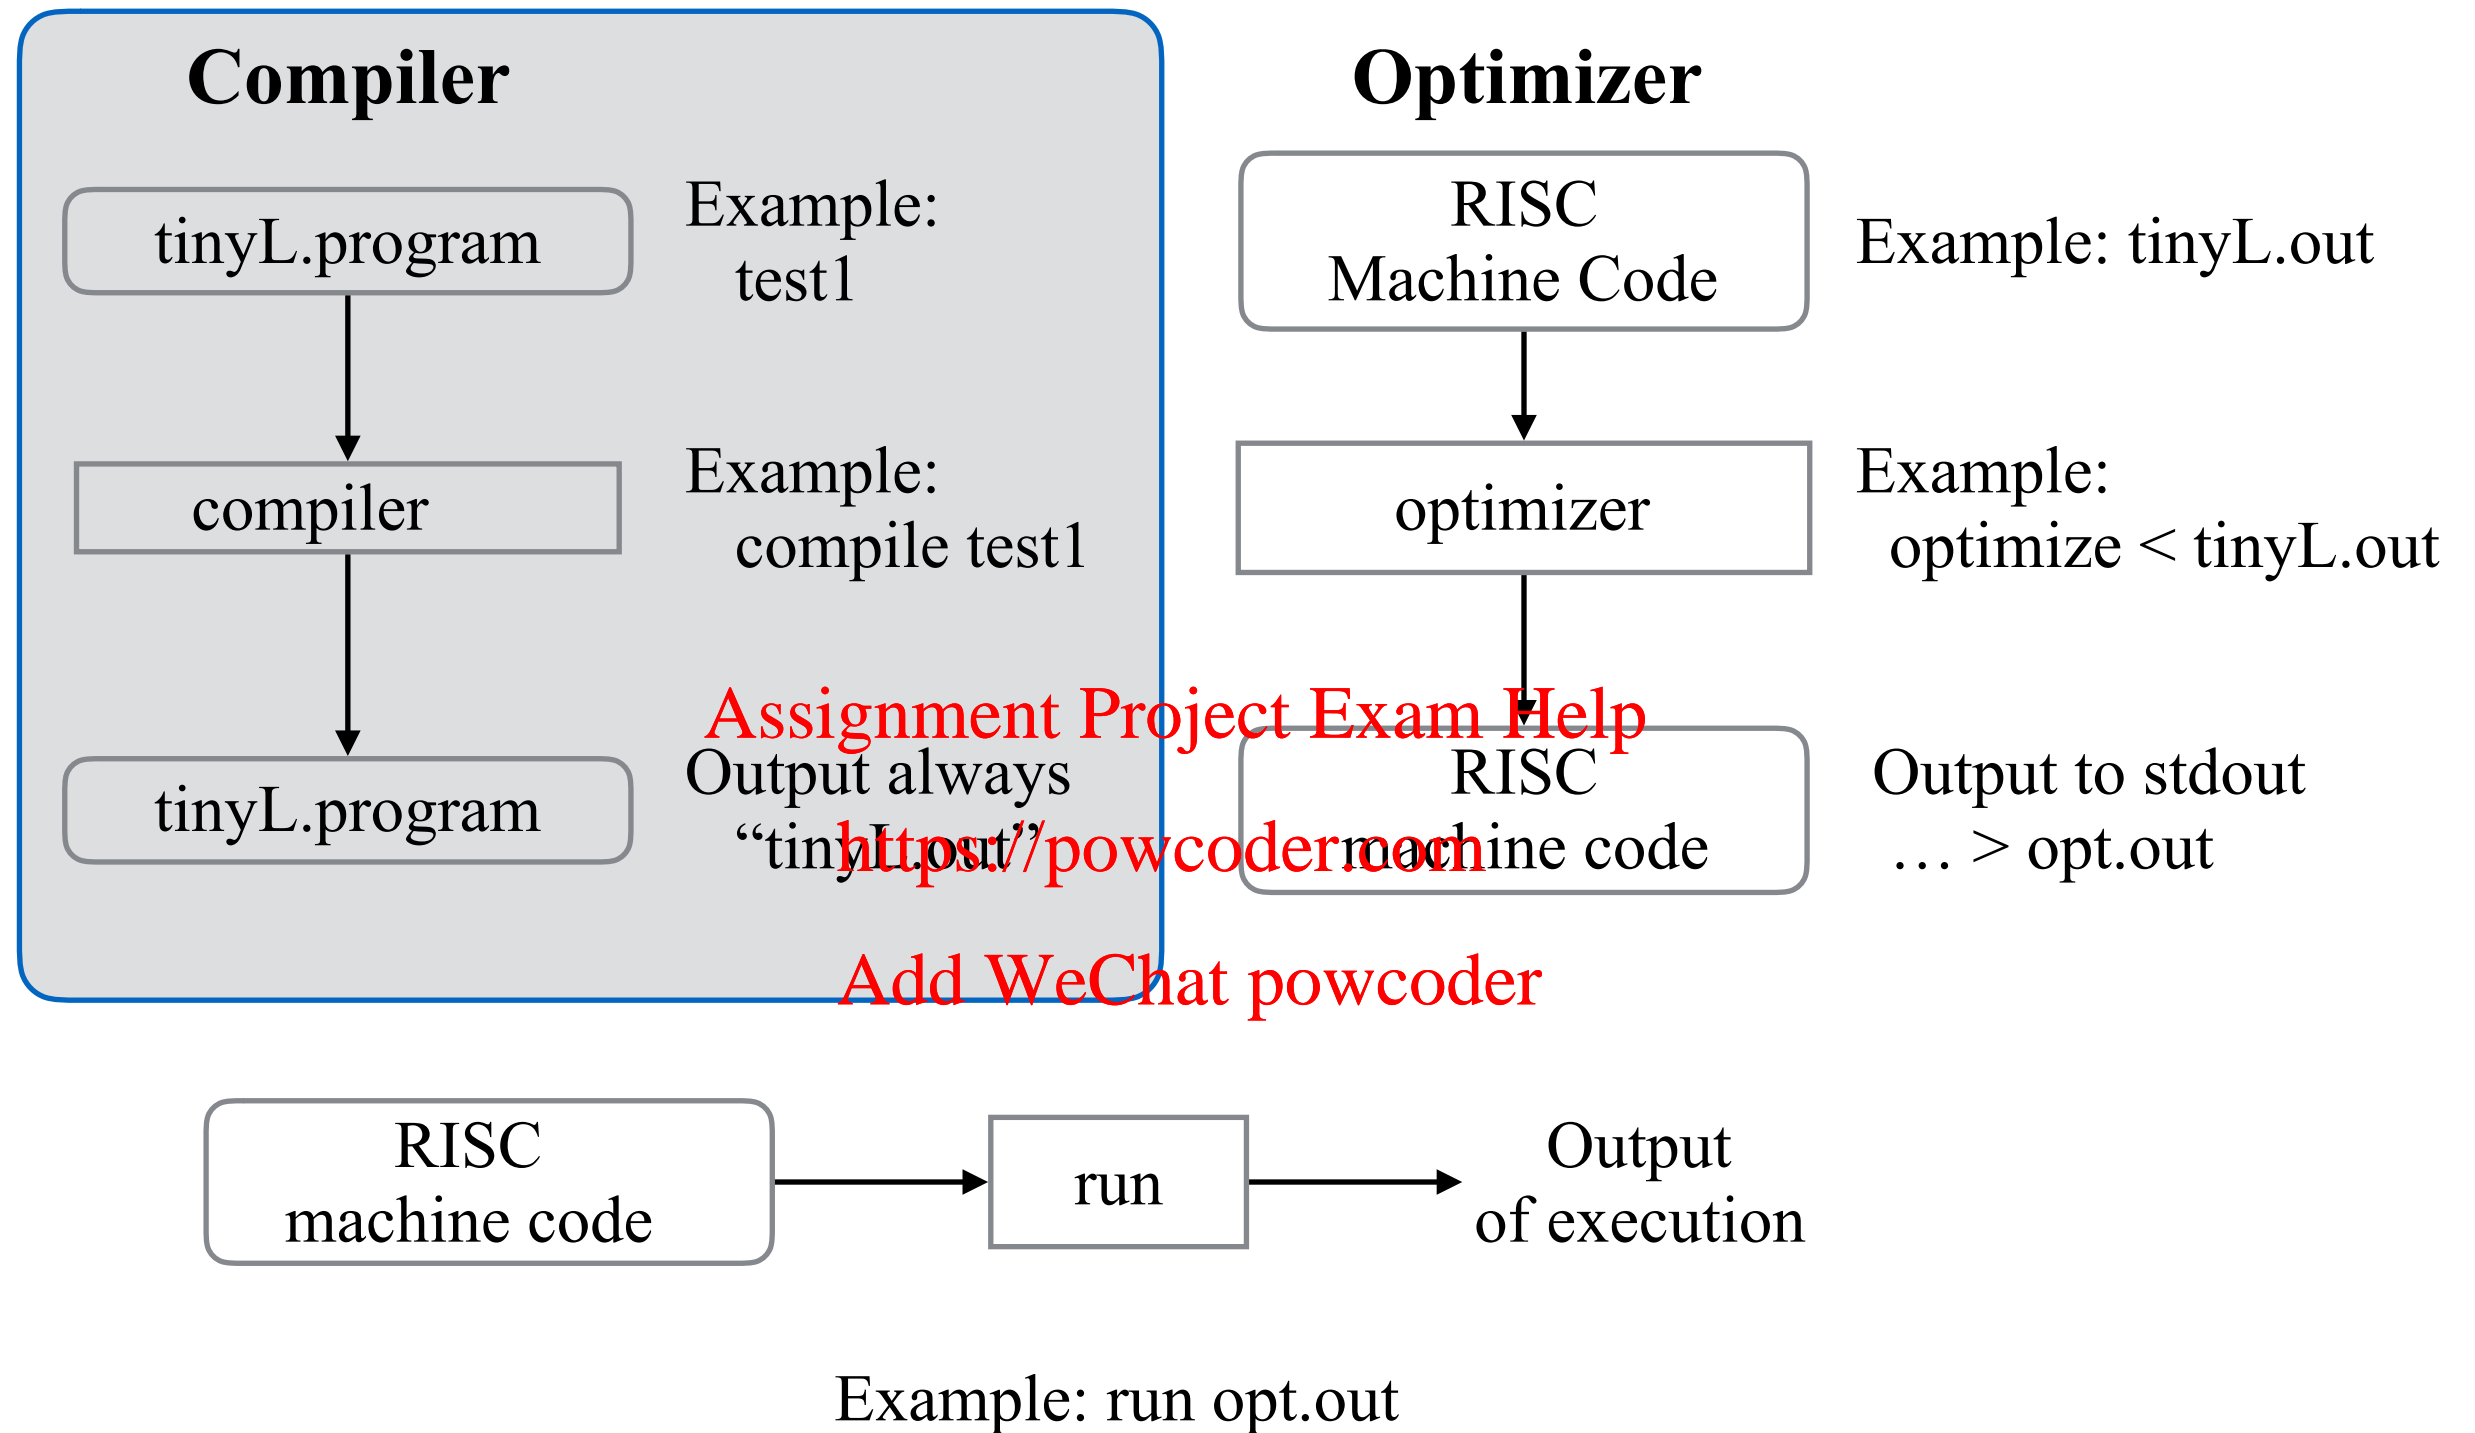 Compiler
tinyL.program
Example:
test1
compiler
Example:
compile test1
tinyL.program
Output always
“tinyL.out”
Optimizer
RISC
Machine Code
Example: tinyL.out
optimizer
Example:
optimize < tinyL.out
RISC
machine code
Output to stdout
… > opt.out
Assignment Project Exam Help
https://powcoder.com
Add WeChat powcoder
RISC
machine code
run
Output
of execution
Example: run opt.out